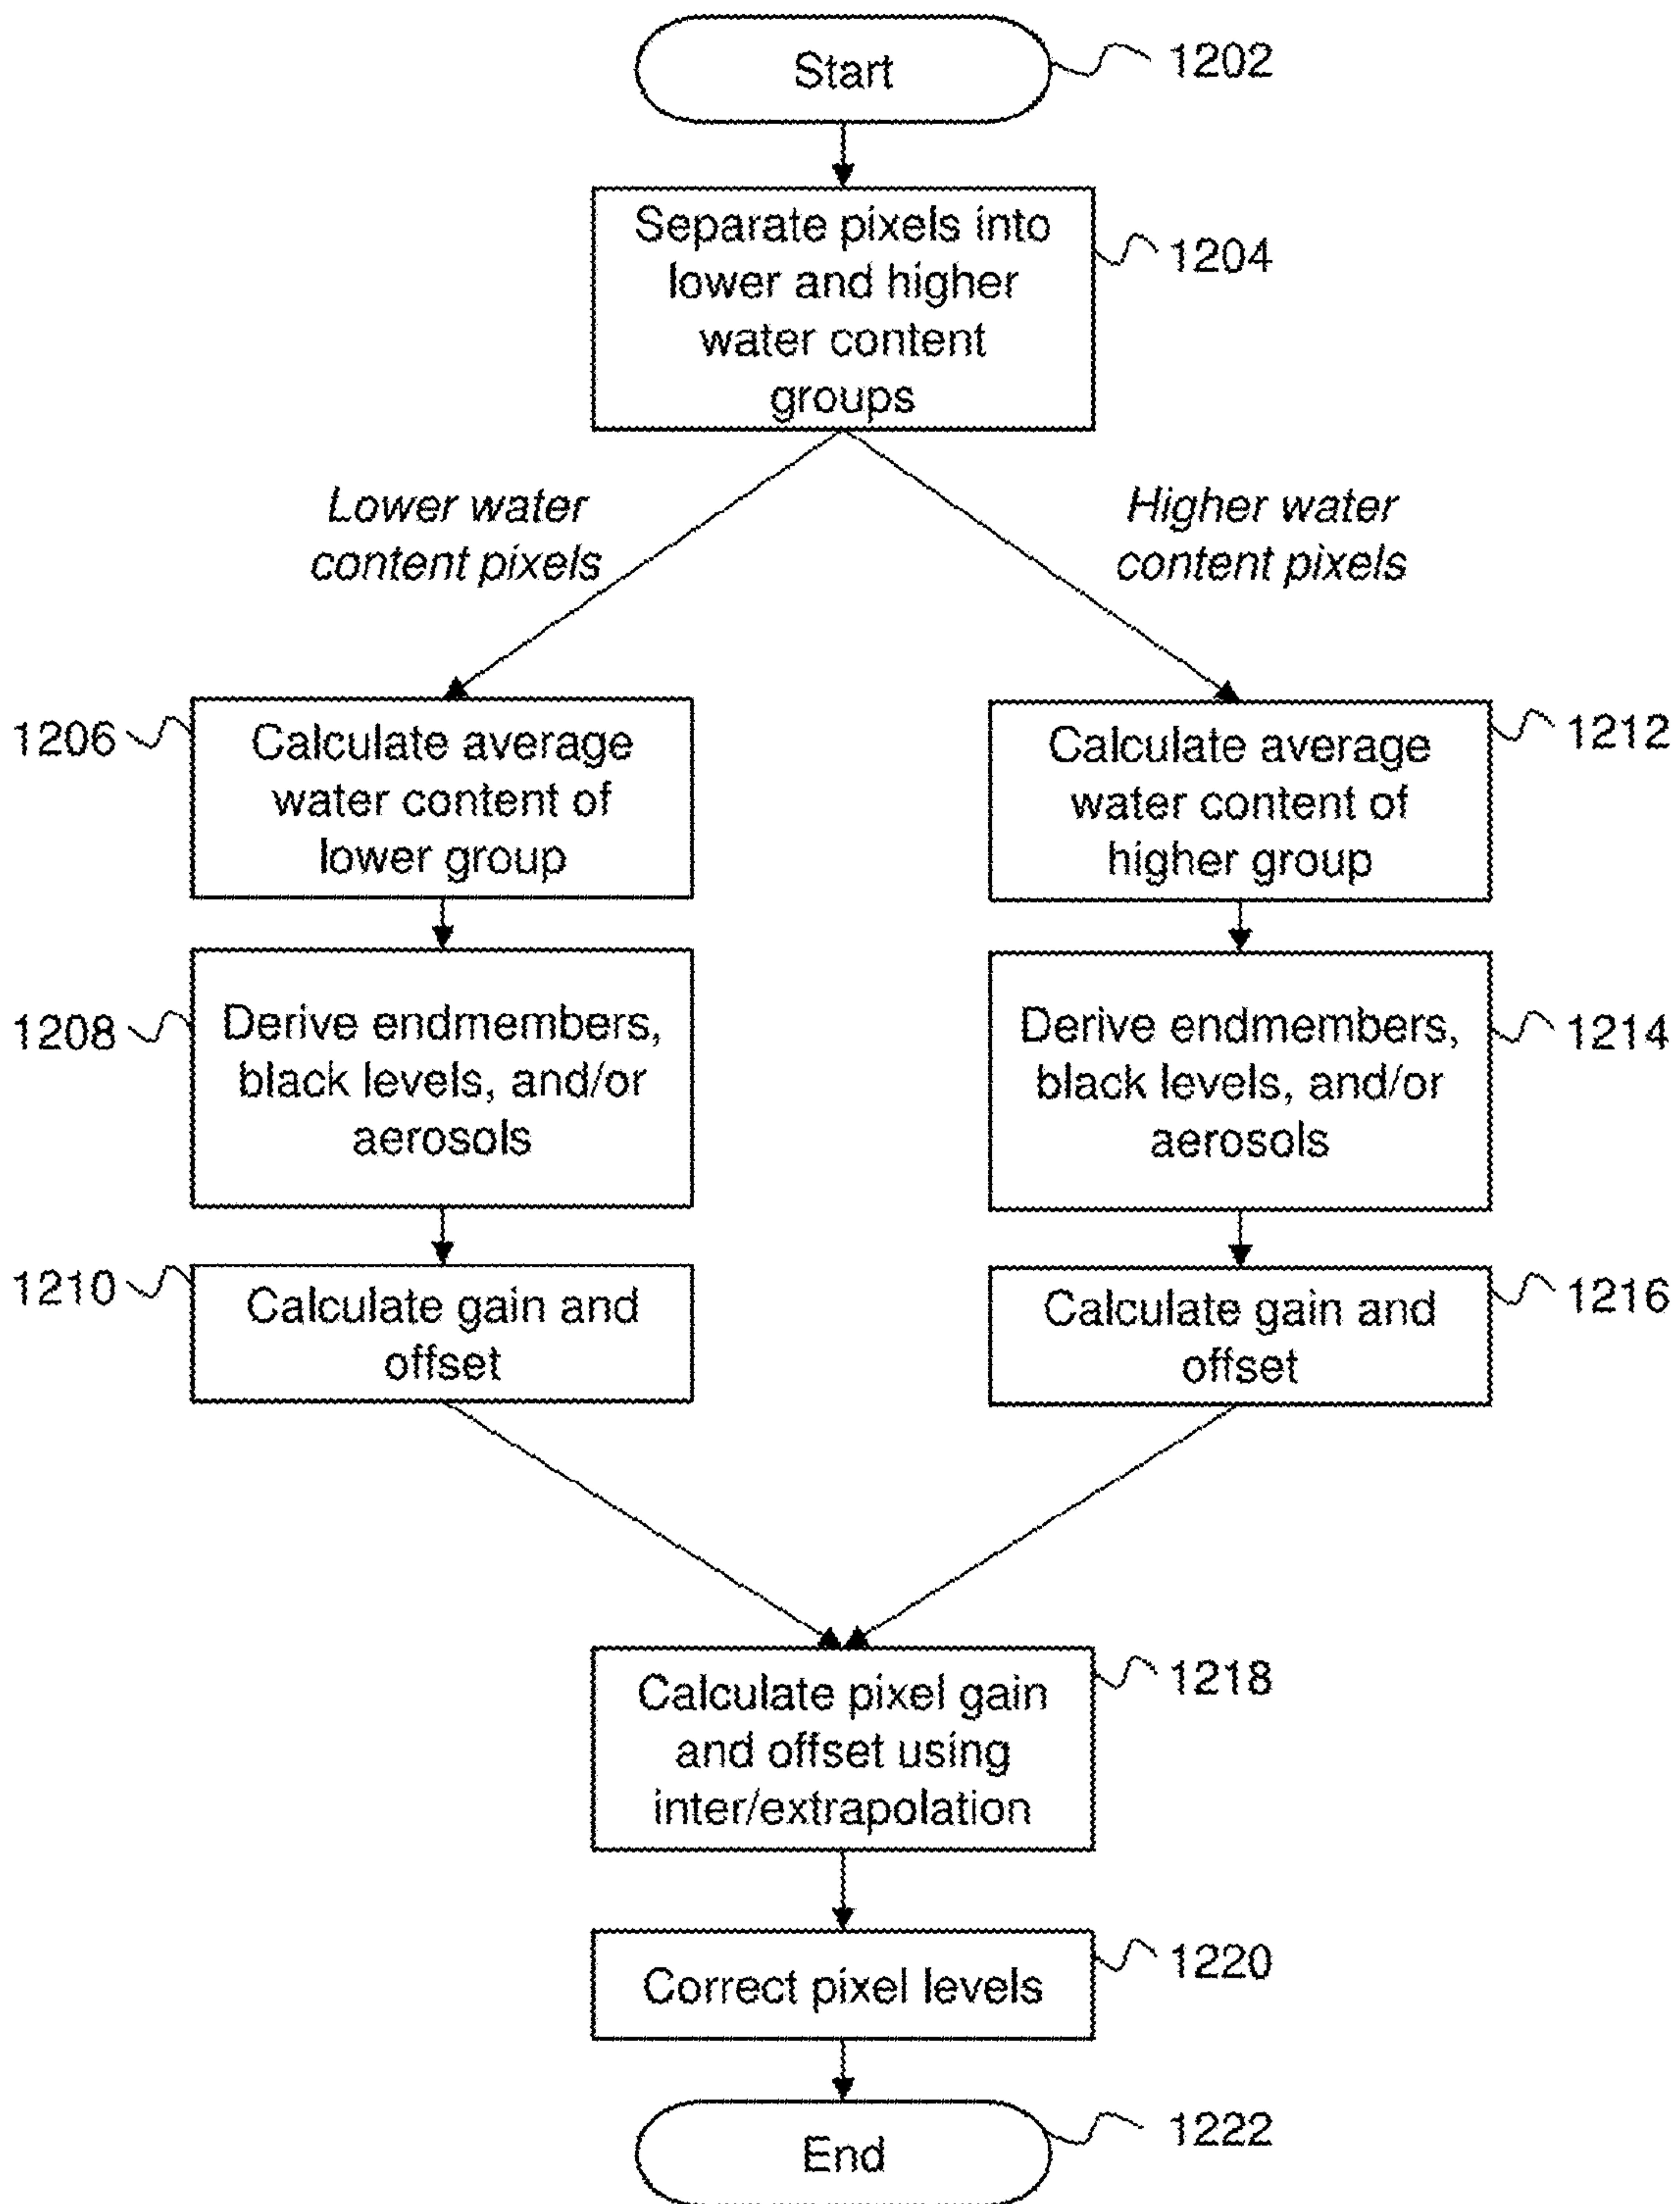 Start
1202
Separate pixels into
lower and higher
water content
groups
1204
Lower water
content pixels
Higher water
content pixels
1206
Calculate average
water content of
lower group
Calculate average
water content of
higher group
1212
1208
Derive endmembers,
black levels, and/or
aerosols
Derive endmembers,
black levels, and/or
aerosols
1214
1210
Calculate gain and
offset
Calculate gain and
offset
1216
Calculate pixel gain
and offset using
inter/extrapolation
1218
Correct pixel levels
1220
End
1222